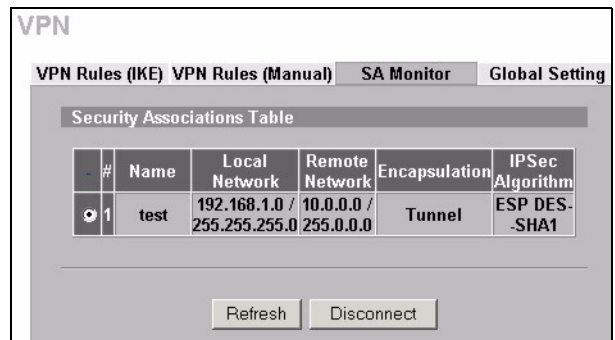 VPN
VPN Rules (IKE) VPN Rules (Manual) SA Monitor Global Setting
Security Associations Table
- # Name Local Network Remote Network Encapsulation IPSec Algorithm
1 test 192.168.1.0 / 255.255.255.0 10.0.0.0 / 255.0.0.0 Tunnel ESP DES--SHA1
Refresh Disconnect